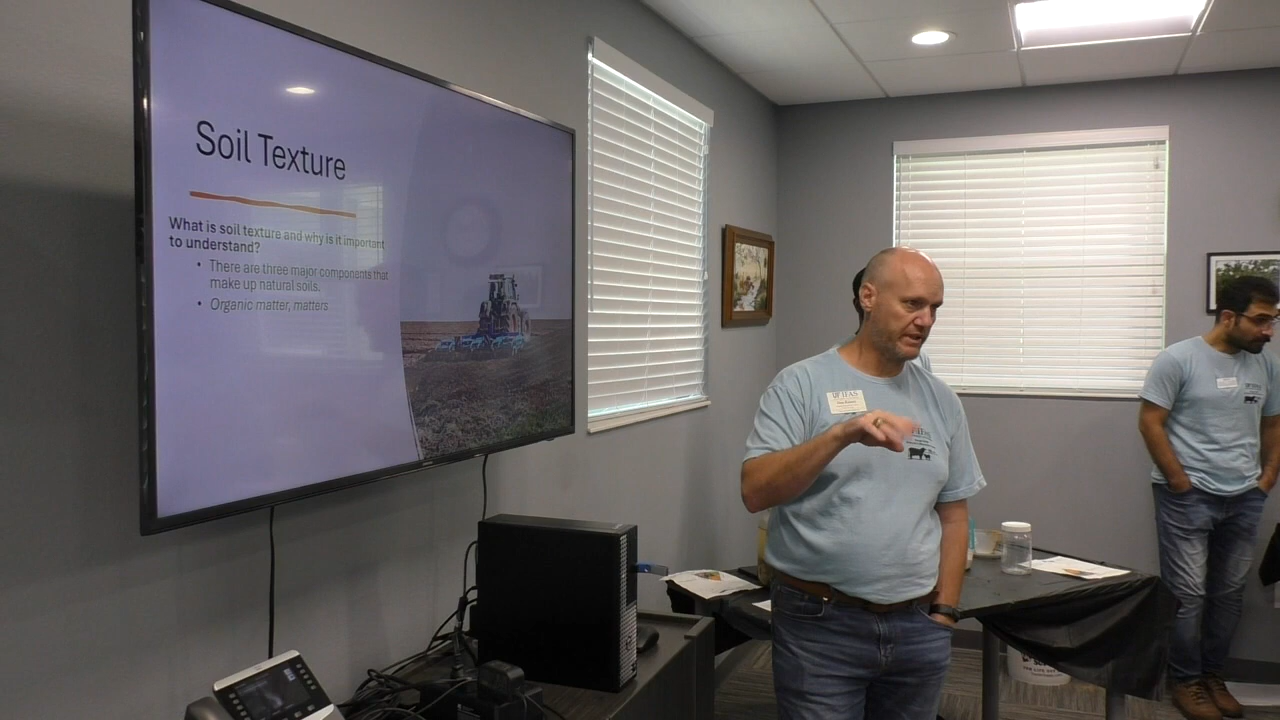 Soil Texture
What is soil texture and why is it important
to understand?
• There are three major components that
make up natural soils.
• Organic matter, matters
UF IFAS